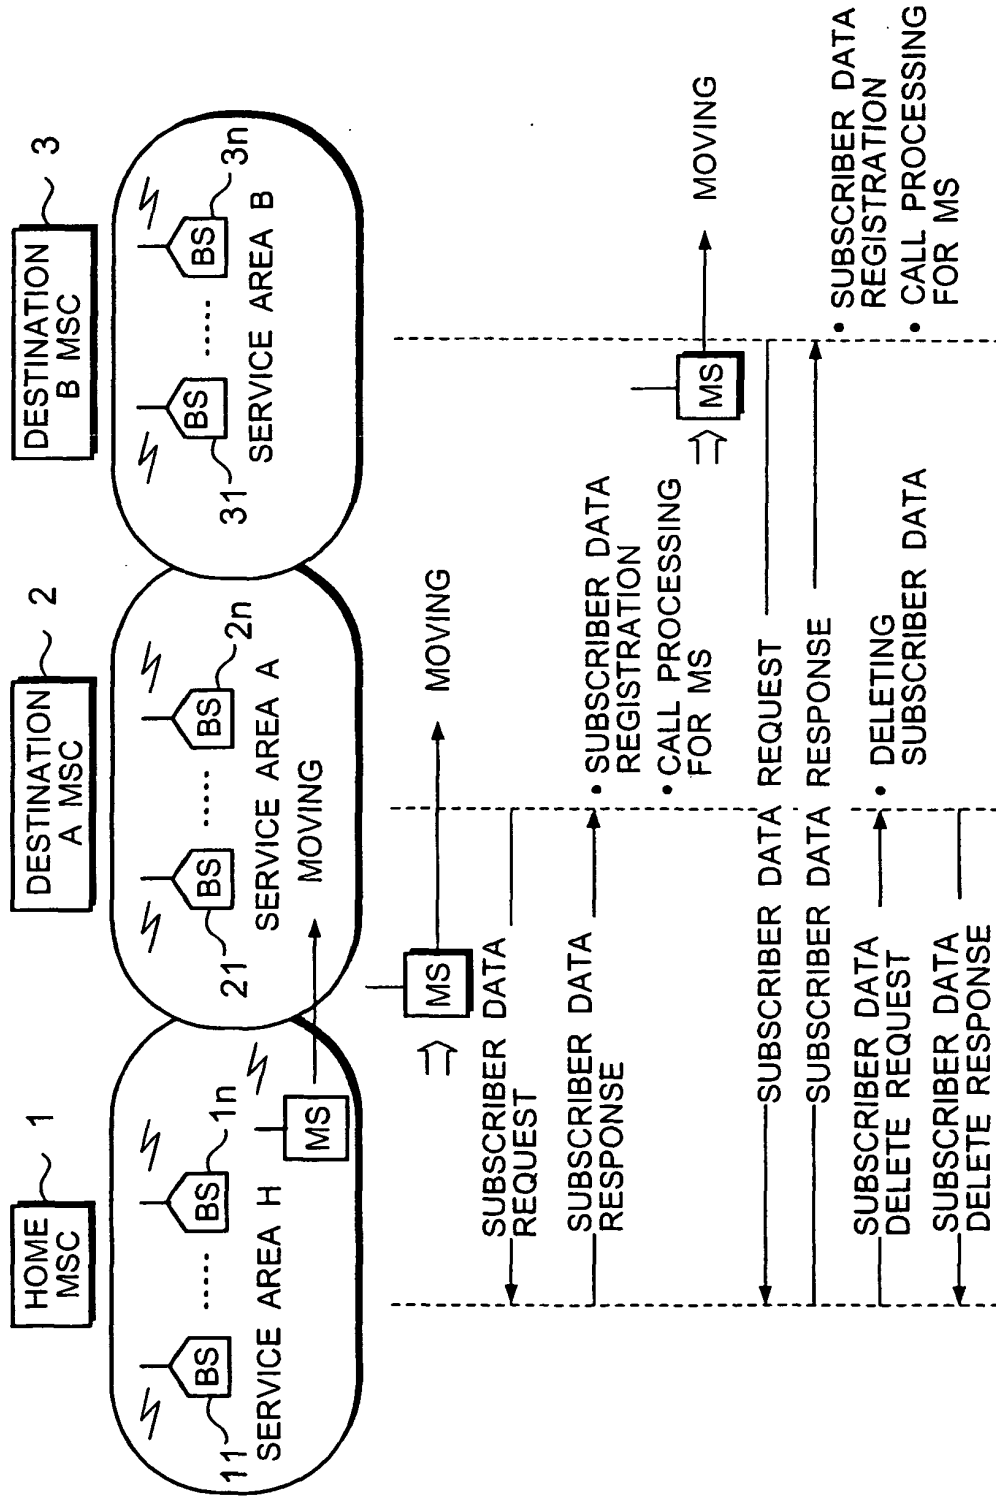 HOME
MSC
1
DESTINATION
A MSC
2
DESTINATION
B MSC
3
BS
.....
BS
11
1n
SERVICE AREA H
MS
BS
.....
BS
21
2n
SERVICE AREA A
MOVING
BS
.....
BS
31
3n
SERVICE AREA B
MS
MOVING
SUBSCRIBER DATA
REQUEST
SUBSCRIBER DATA
RESPONSE
• SUBSCRIBER DATA
REGISTRATION
• CALL PROCESSING
FOR MS
MS
MOVING
SUBSCRIBER DATA REQUEST
SUBSCRIBER DATA RESPONSE
• SUBSCRIBER DATA
REGISTRATION
• CALL PROCESSING
FOR MS
SUBSCRIBER DATA
DELETE REQUEST
• DELETING
SUBSCRIBER DATA
SUBSCRIBER DATA
DELETE RESPONSE